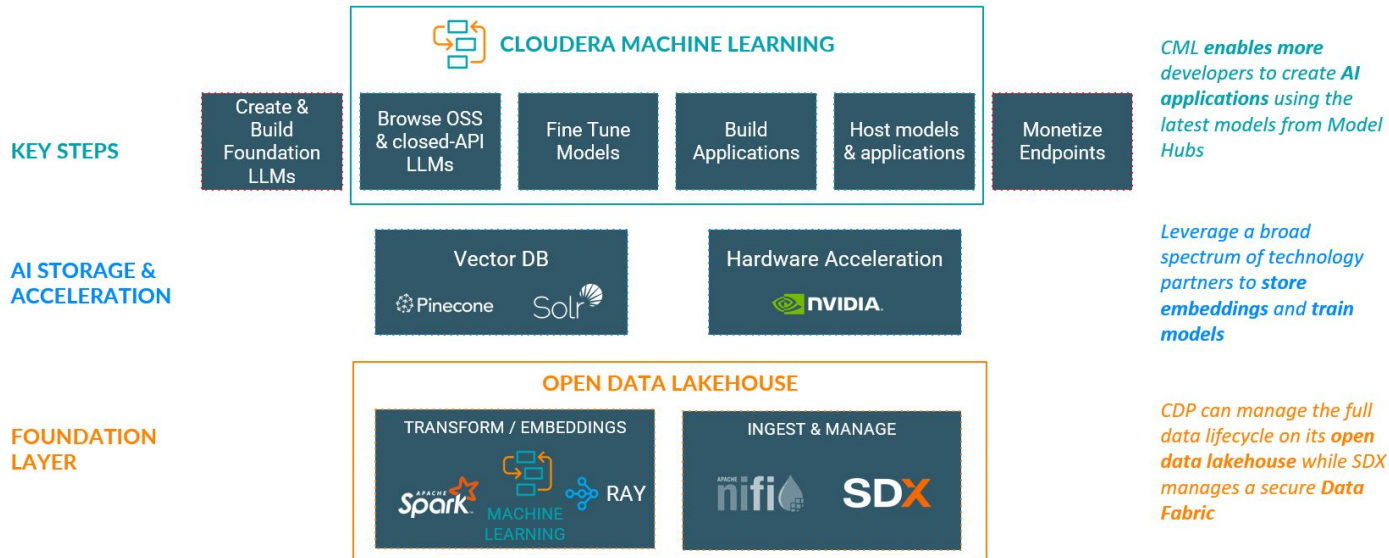 CLOUDERA MACHINE LEARNING
KEY STEPS
Create &
Build
Foundation
LLMs
Browse OSS
& closed-API
LLMs
Fine Tune
Models
Build
Applications
Host models
& applications
Monetize
Endpoints
CML enables more
developers to create AI
applications using the
latest models from Model
Hubs
AI STORAGE &
ACCELERATION
Vector DB
Pinecone
Solr
Hardware Acceleration
NVIDIA.
Leverage a broad
spectrum of technology
partners to store
embeddings and train
models
FOUNDATION
LAYER
OPEN DATA LAKEHOUSE
TRANSFORM / EMBEDDINGS
APACHE
Spark
MACHINE
LEARNING
RAY
INGEST & MANAGE
APACHE
nifi
SDX
CDP can manage the full
data lifecycle on its open
data lakehouse while SDX
manages a secure Data
Fabric